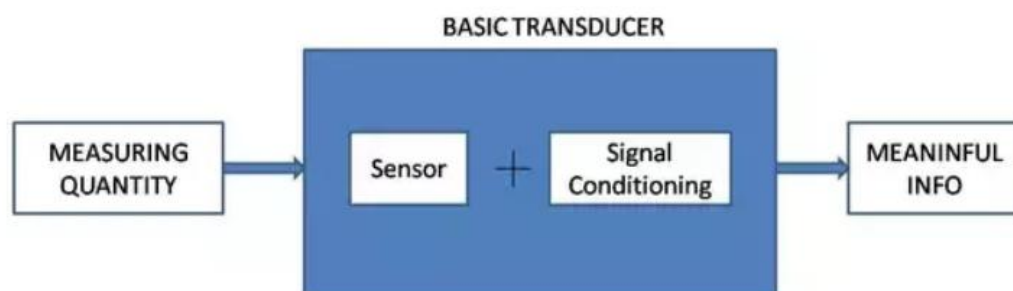 BASIC TRANSDUCER
MEASURING
QUANTITY
Sensor
+
Signal
Conditioning
MEANINFUL
INFO